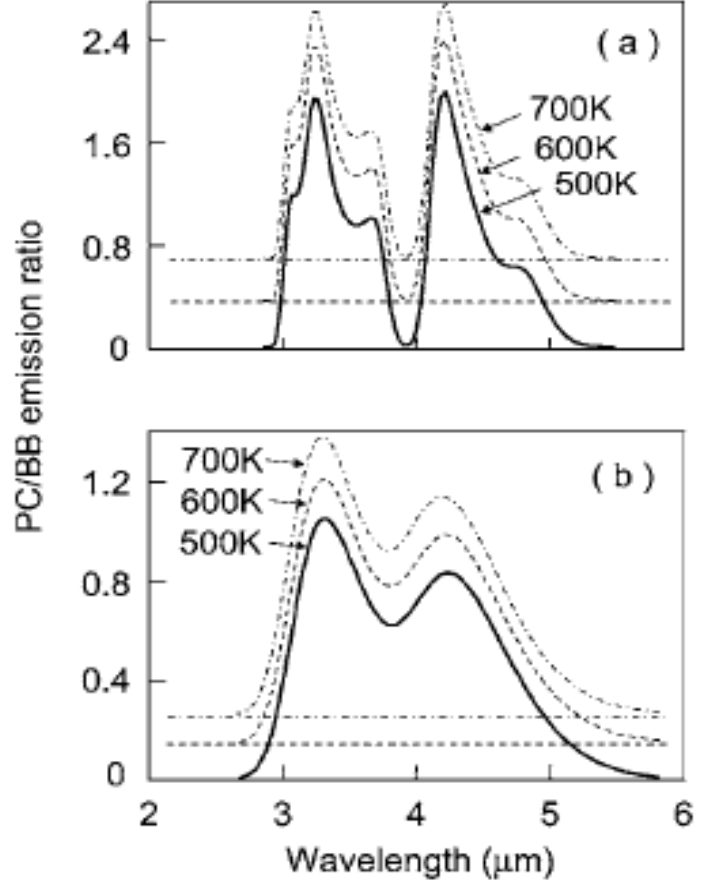 PC/BB emission ratio
2.4
1.6
0.8
0
( a )
700K
600K
500K
1.2
0.8
0.4
0
( b )
700K
600K
500K
2 3 4 5 6
Wavelength (μm)